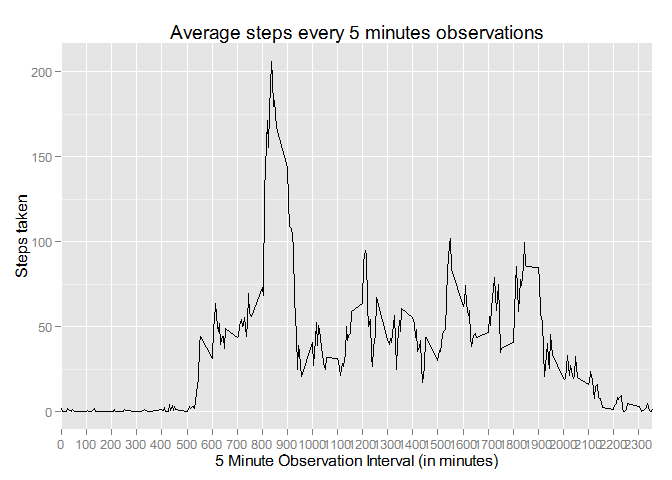 Average steps every 5 minutes observations
Steps taken
200
150
100
50
0
0 100 200 300 400 500 600 700 800 900 1000 1100 1200 1300 1400 1500 1600 1700 1800 1900 2000 2100 2200 2300
5 Minute Observation Interval (in minutes)